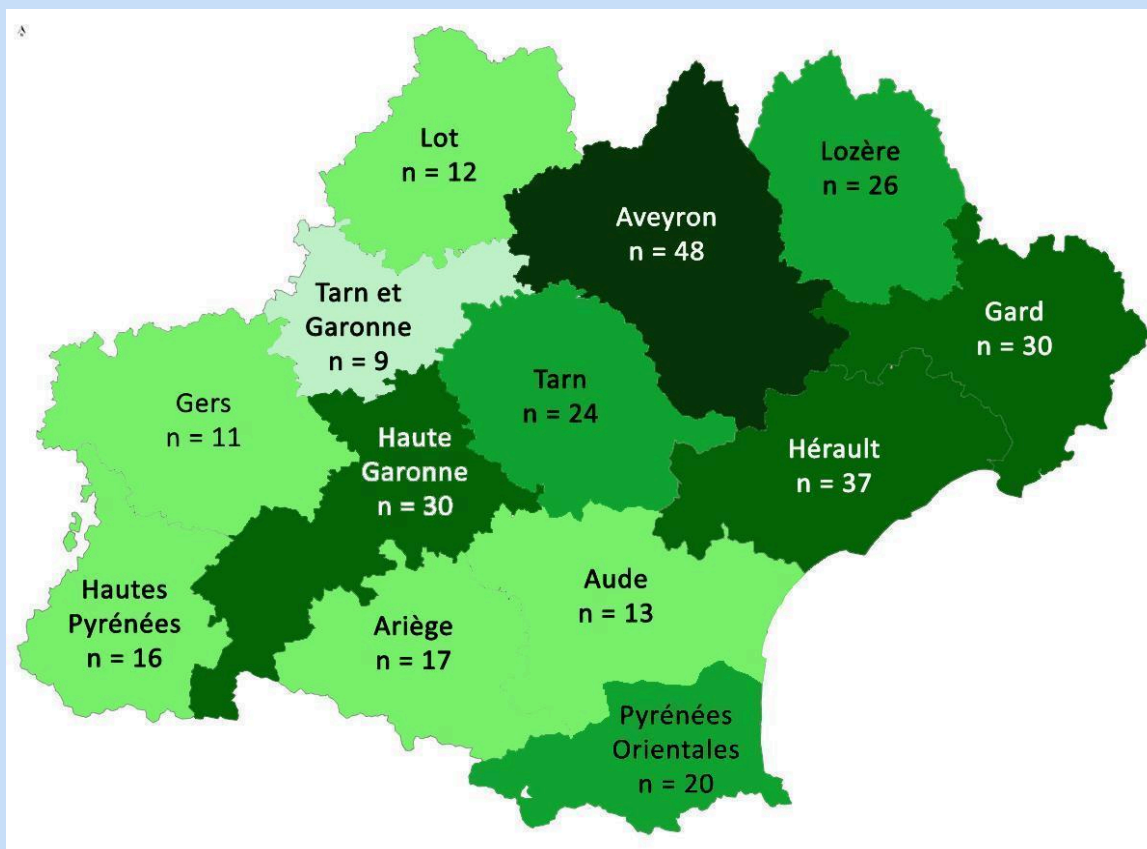 Lot
n = 12
Aveyron
n = 48
Lozère
n = 26
Tarn et
Garonne
n = 9
Gard
n = 30
Gers
n = 11
Haute
Garonne
n = 30
Tarn
n = 24
Hérault
n = 37
Hautes
Pyrénées
n = 16
Ariège
n = 17
Aude
n = 13
Pyrénées
Orientales
n = 20